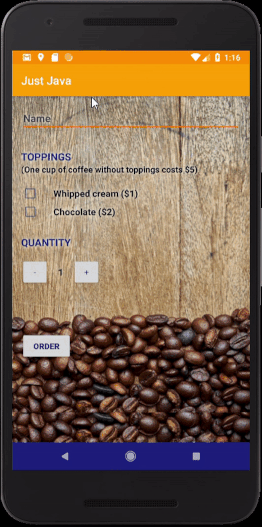 1:16
Just Java
Name
TOPPINGS
(One cup of coffee without toppings costs $5)
Whipped cream ($1)
Chocolate ($2)
QUANTITY
- 1 +
ORDER